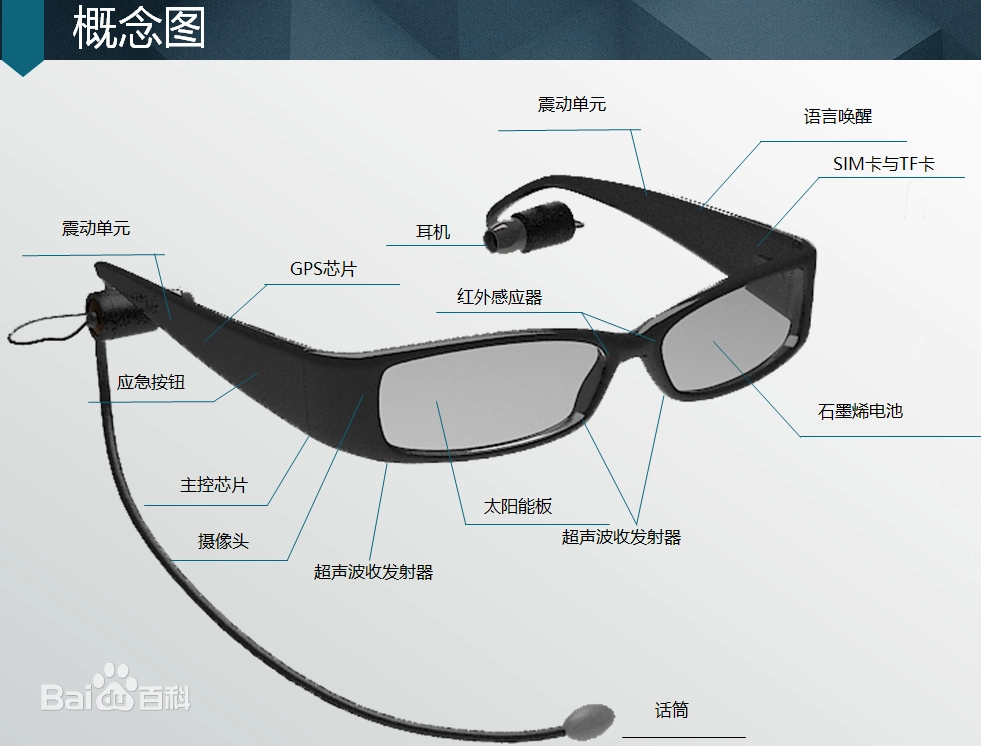 概念图
震动单元
语言唤醒
SIM卡与TF卡
震动单元
耳机
GPS芯片
红外感应器
应急按钮
石墨烯电池
主控芯片
太阳能板
摄像头
超声波收发射器
超声波收发射器
Baidu百科
话筒